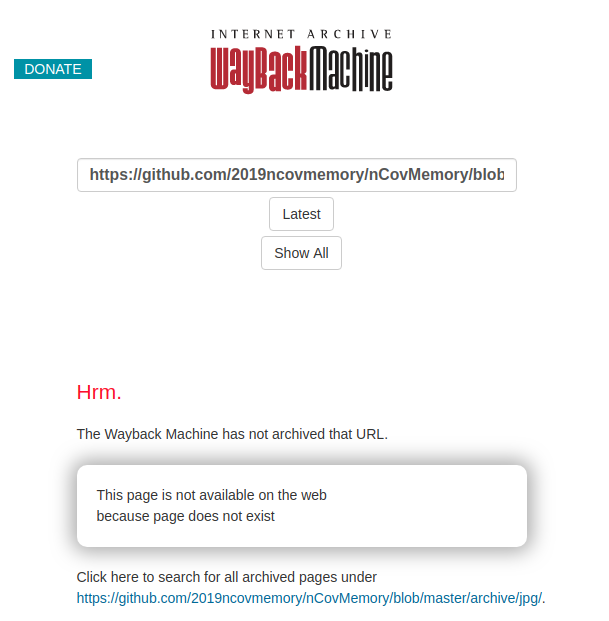 INTERNET ARCHIVE
WayBackMachine
DONATE
https://github.com/2019ncovmemory/nCovMemory/blob
Latest
Show All
Hrm.
The Wayback Machine has not archived that URL.
This page is not available on the web
because page does not exist
Click here to search for all archived pages under
https://github.com/2019ncovmemory/nCovMemory/blob/master/archive/jpg/.